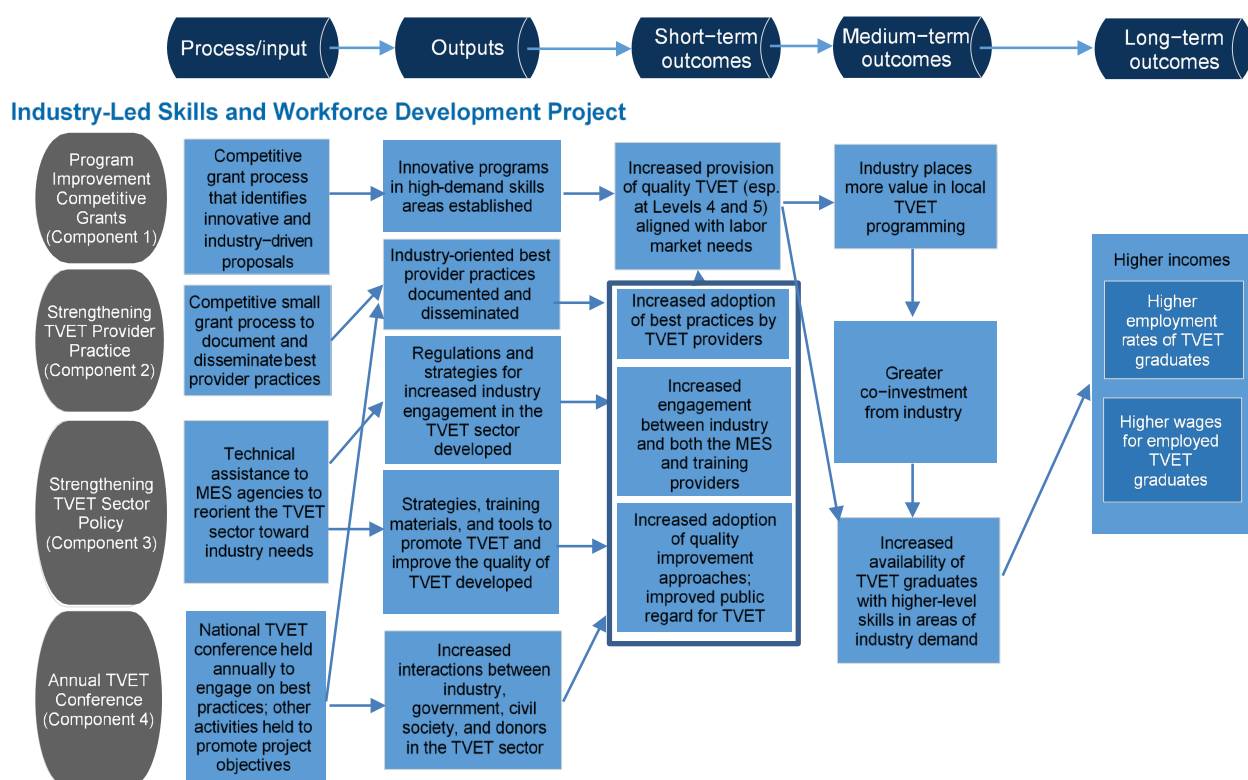 Process/input
Outputs
Short−term
outcomes
Medium−term
outcomes
Long−term
outcomes
Industry-Led Skills and Workforce Development Project
Program
Improvement
Competitive
Grants
(Component 1)
Competitive
grant process
that identifies
innovative and
industry−driven
proposals
Innovative programs
in high-demand skills
areas established
Increased provision
of quality TVET (esp.
at Levels 4 and 5)
aligned with labor
market needs
Industry places
more value in local
TVET
programming
Strengthening
TVET Provider
Practice
(Component 2)
Competitive small
grant process to
document and
disseminate best
provider practices
Industry-oriented best
provider practices
documented and
disseminated
Increased adoption
of best practices by
TVET providers
Regulations and
strategies for
increased industry
engagement in the
TVET sector
developed
Increased
engagement
between industry
and both the MES
and training
providers
Greater
co−investment
from industry
Higher incomes
Higher
employment
rates of TVET
graduates
Higher wages
for employed
TVET
graduates
Strengthening
TVET Sector
Policy
(Component 3)
Technical
assistance to
MES agencies to
reorient the TVET
sector toward
industry needs
Strategies, training
materials, and tools to
promote TVET and
improve the quality of
TVET developed
Increased adoption
of quality
improvement
approaches;
improved public
regard for TVET
Increased
availability of
TVET graduates
with higher-level
skills in areas of
industry demand
Annual TVET
Conference
(Component 4)
National TVET
conference held
annually to
engage on best
practices; other
activities held to
promote project
objectives
Increased
interactions between
industry,
government, civil
society, and donors
in the TVET sector